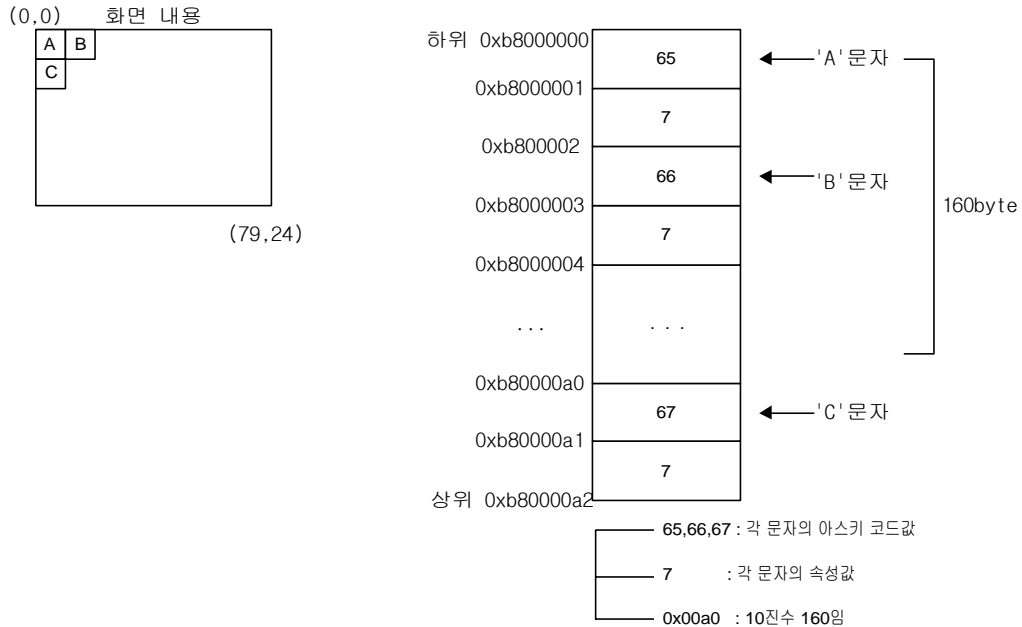 (0,0) 화면 내용
A B
C
(79,24)
하위 0xb8000000
65
'A'문자
0xb8000001
7
0xb800002
66
'B'문자
0xb8000003
160byte
7
0xb8000004
... ...
0xb80000a0
67
'C'문자
0xb80000a1
7
상위 0xb80000a2
65,66,67 : 각 문자의 아스키 코드값
7 : 각 문자의 속성값
0x00a0 : 10진수 160임